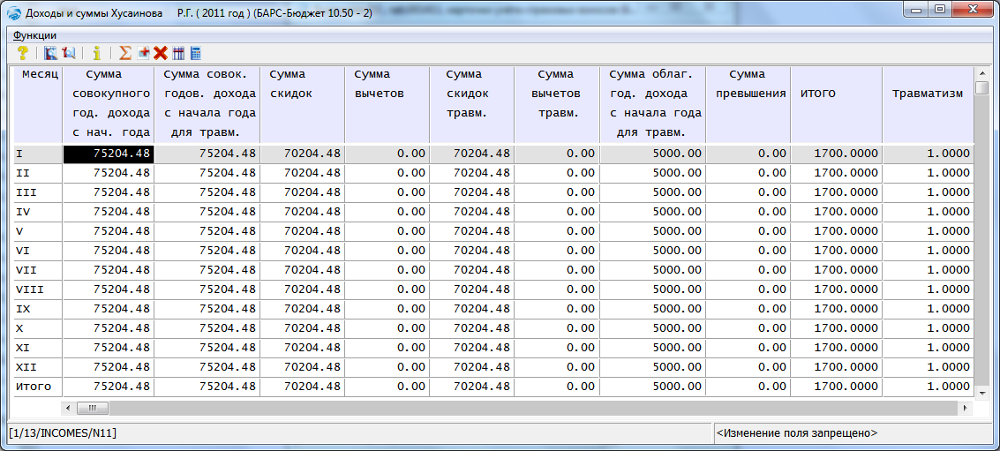 Доходы и суммы Хусаинова Р.Г. ( 2011 год ) (БАРС-Бюджет 10.50 - 2)
Функции
Месяц Сумма Сумма совок. Сумма Сумма Сумма Сумма Сумма облаг. Сумма
совокупного годов. дохода скидок вычетов скидок вычетов год. дохода превышения ИТОГО Травматизм
год. дохода с начала года травм. травм. с начала года
с нач. года для травм. для травм.
I 75204.48 75204.48 70204.48 0.00 70204.48 0.00 5000.00 0.00 1700.0000 1.0000
II 75204.48 75204.48 70204.48 0.00 70204.48 0.00 5000.00 0.00 1700.0000 1.0000
III 75204.48 75204.48 70204.48 0.00 70204.48 0.00 5000.00 0.00 1700.0000 1.0000
IV 75204.48 75204.48 70204.48 0.00 70204.48 0.00 5000.00 0.00 1700.0000 1.0000
V 75204.48 75204.48 70204.48 0.00 70204.48 0.00 5000.00 0.00 1700.0000 1.0000
VI 75204.48 75204.48 70204.48 0.00 70204.48 0.00 5000.00 0.00 1700.0000 1.0000
VII 75204.48 75204.48 70204.48 0.00 70204.48 0.00 5000.00 0.00 1700.0000 1.0000
VIII 75204.48 75204.48 70204.48 0.00 70204.48 0.00 5000.00 0.00 1700.0000 1.0000
IX 75204.48 75204.48 70204.48 0.00 70204.48 0.00 5000.00 0.00 1700.0000 1.0000
X 75204.48 75204.48 70204.48 0.00 70204.48 0.00 5000.00 0.00 1700.0000 1.0000
XI 75204.48 75204.48 70204.48 0.00 70204.48 0.00 5000.00 0.00 1700.0000 1.0000
XII 75204.48 75204.48 70204.48 0.00 70204.48 0.00 5000.00 0.00 1700.0000 1.0000
Итого 75204.48 75204.48 70204.48 0.00 70204.48 0.00 5000.00 0.00 1700.0000 1.0000
[1/13/INCOMES/N11] <Изменение поля запрещено>